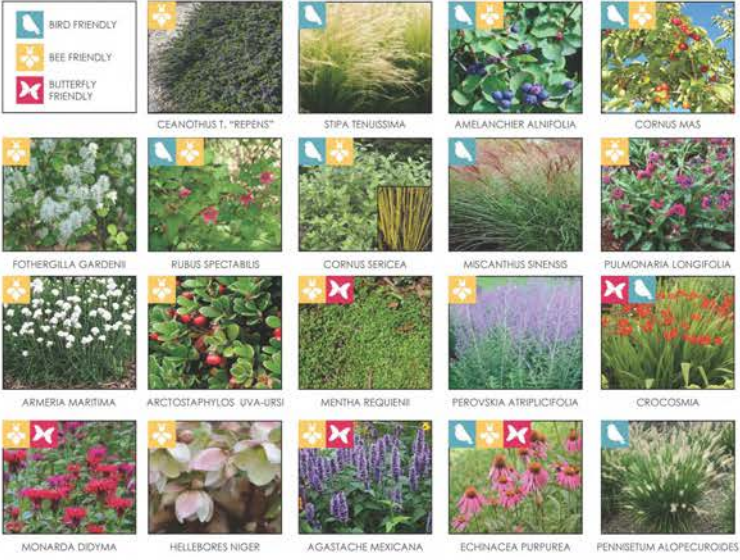 BIRD FRIENDLY
BEE FRIENDLY
BUTTERFLY
FRIENDLY
CEANOTHUS T. "REPENS"
STIPA TENUISSIMA
AMELANCHIER ALNIFOLIA
CORNUS MAS
FOTHERGILLA GARDENII
RUBUS SPECTABILIS
CORNUS SERICEA
MISCANTHUS SINENSIS
PULMONARIA LONGIFOLIA
ARMERIA MARITIMA
ARCTOSTAPHYLOS UVA-URSI
MENTHA REQUIENII
PEROVSKIA ATRIPLICIFOLIA
CROCOSMIA
MONARDA DIDYMA
HELLEBORES NIGER
AGASTACHE MEXICANA
ECHINACEA PURPUREA
PENNISETUM ALOPECUROIDES